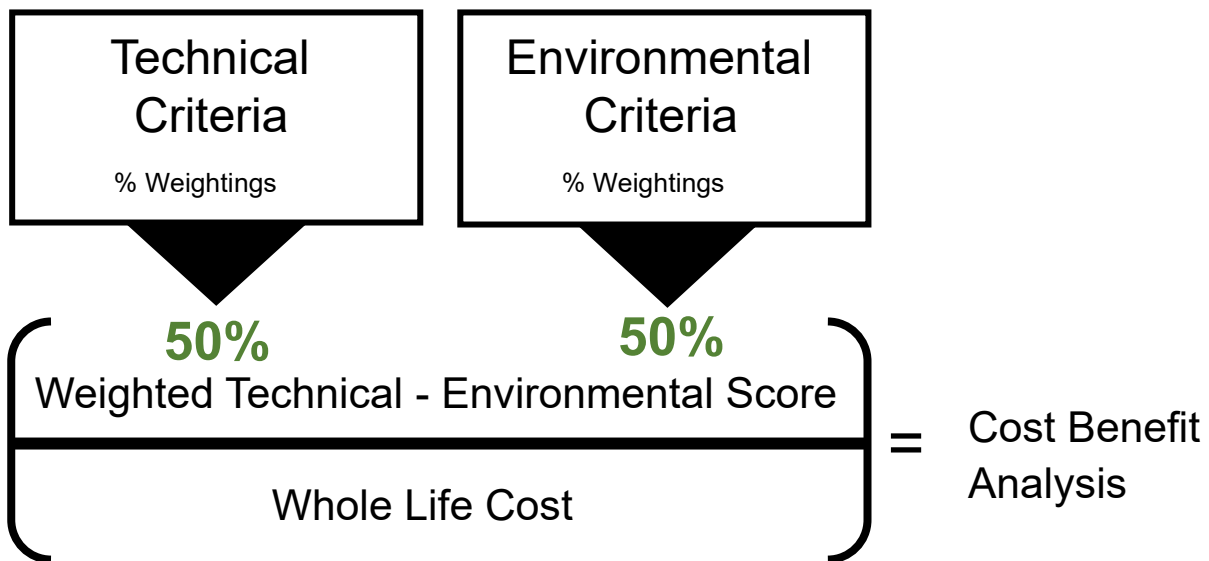 Technical
Criteria
% Weightings
Environmental
Criteria
% Weightings
50%
50%
Weighted Technical - Environmental Score
Whole Life Cost
=
Cost Benefit
Analysis